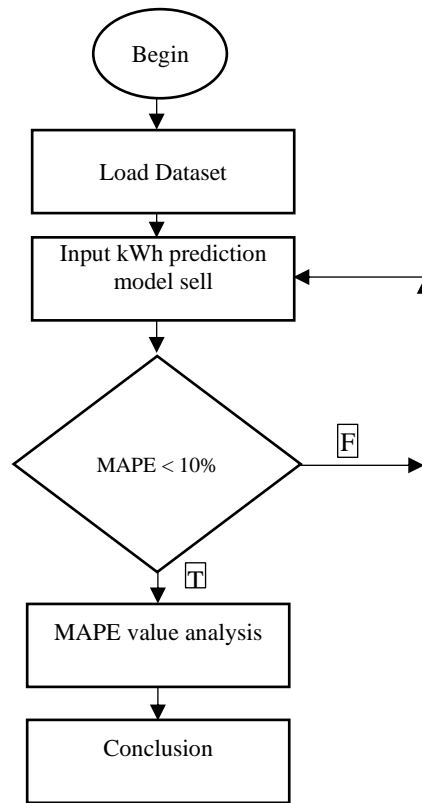 Begin
Load Dataset
Input kWh prediction
model sell
MAPE < 10%
F
T
MAPE value analysis
Conclusion